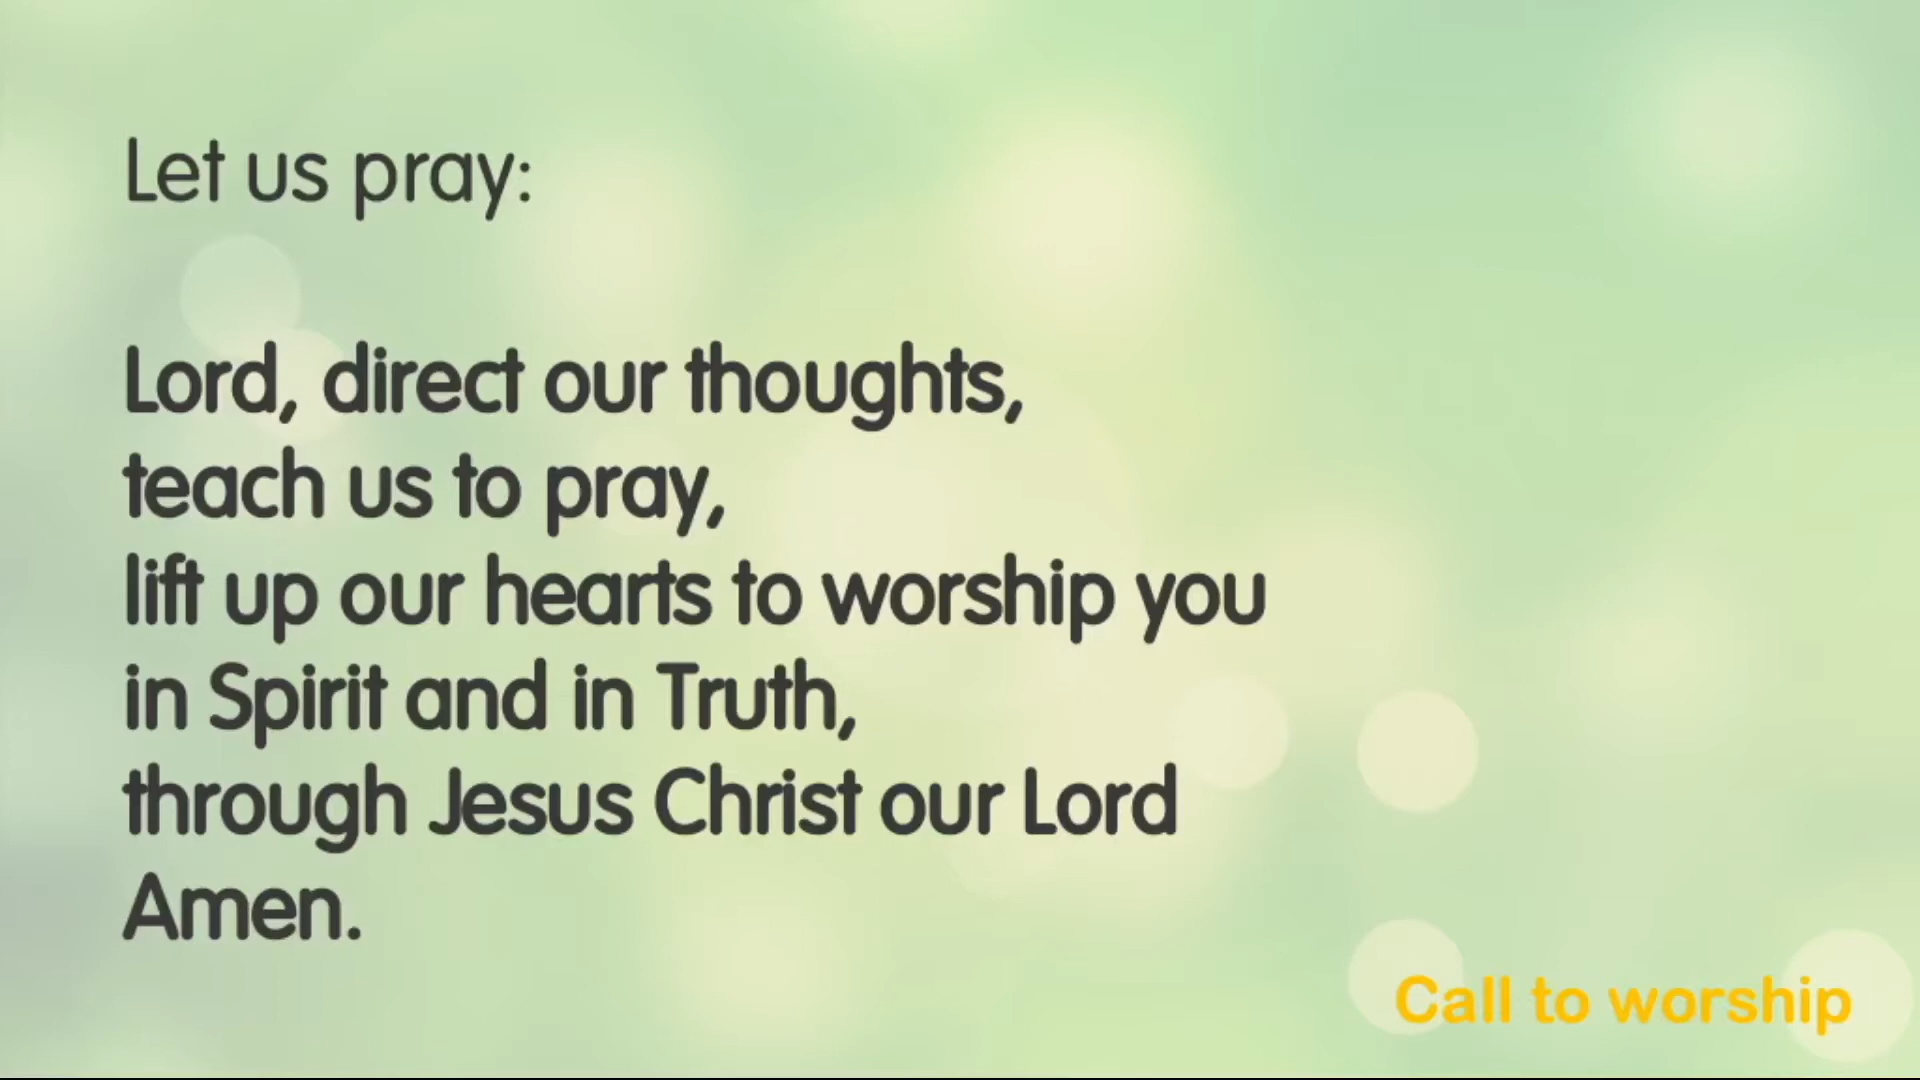 Let us pray:
Lord, direct our thoughts,
teach us to pray,
lift up our hearts to worship you
in Spirit and in Truth,
through Jesus Christ our Lord
Amen.
Call to worship